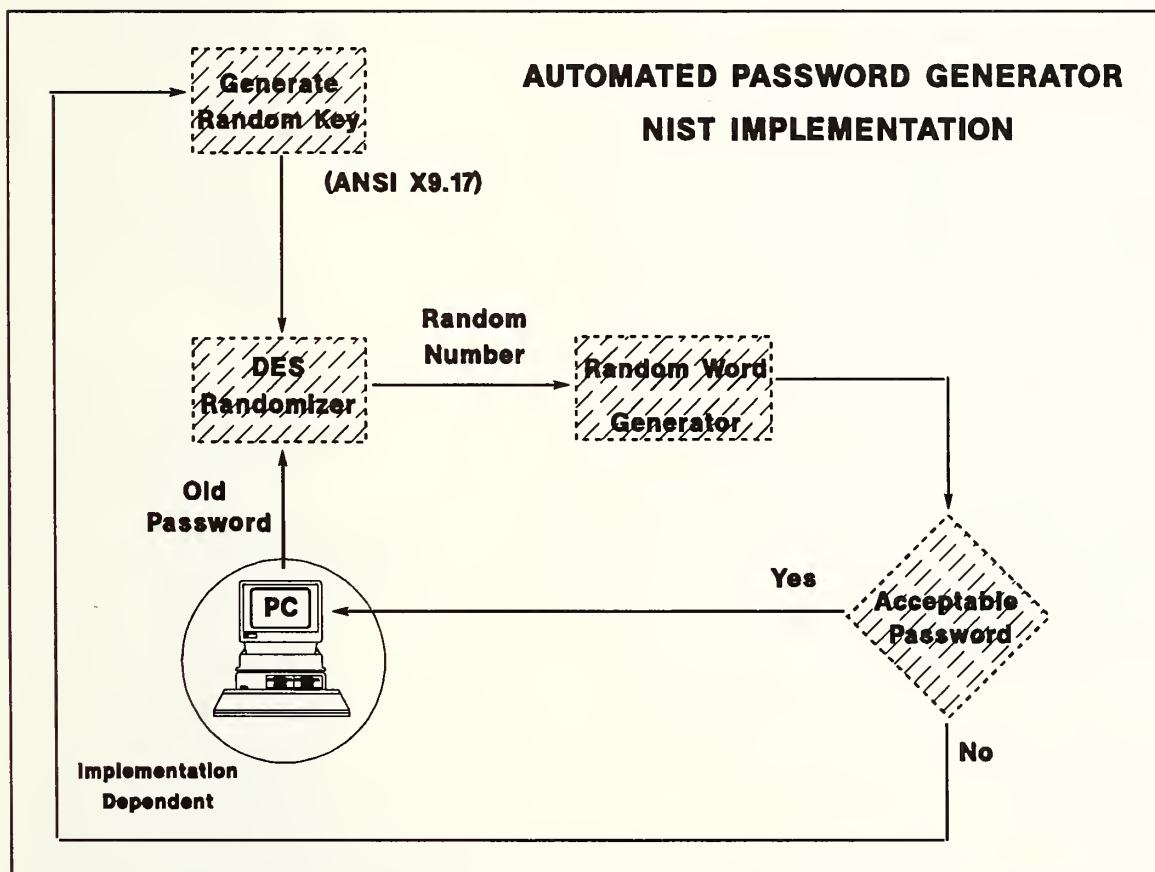 AUTOMATED PASSWORD GENERATOR
NIST IMPLEMENTATION
Generate
Random Key
(ANSI X9.17)
DES
Randomizer
Random
Number
Random Word
Generator
Old
Password
PC
Yes
Acceptable
Password
No
Implementation
Dependent